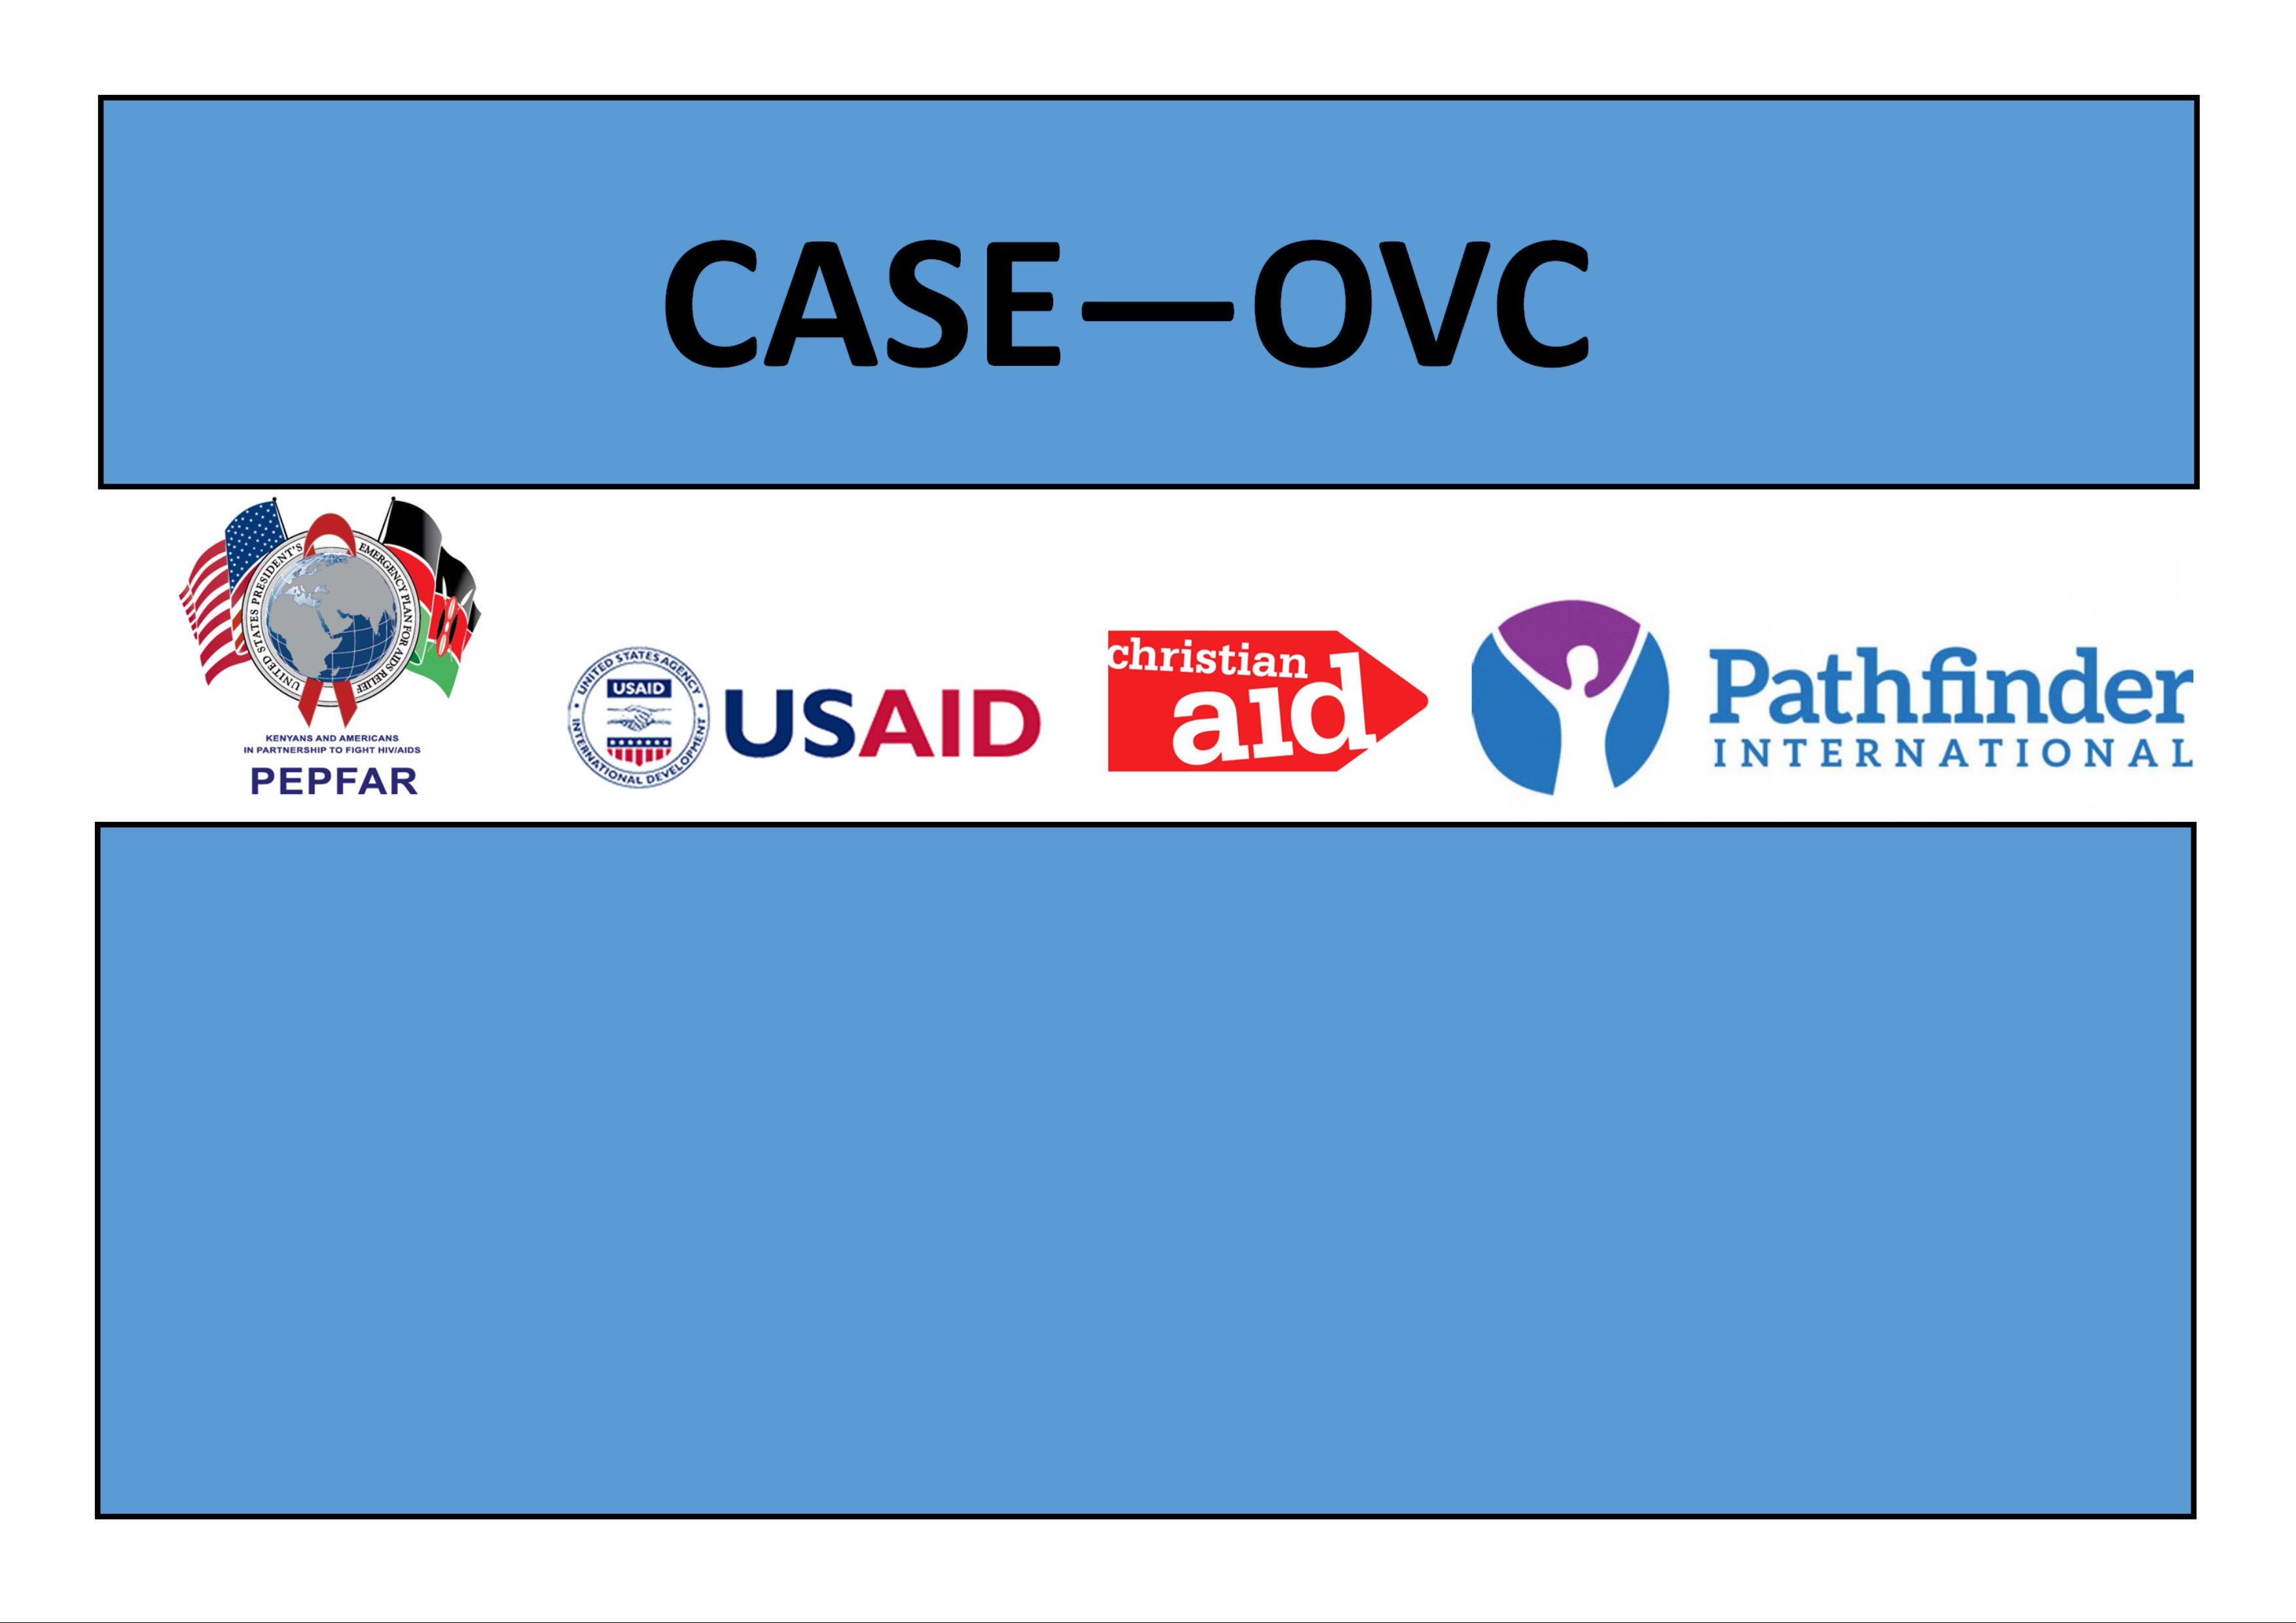 CASE—OVC
UNITED STATES PRESIDENT'S EMERGENCY PLAN FOR AIDS RELIEF
KENYANS AND AMERICANS
IN PARTNERSHIP TO FIGHT HIV/AIDS
PEPFAR
UNITED STATES AGENCY
USAID
INTERNATIONAL DEVELOPMENT
USAID
christian
aid
Pathfinder
INTERNATIONAL